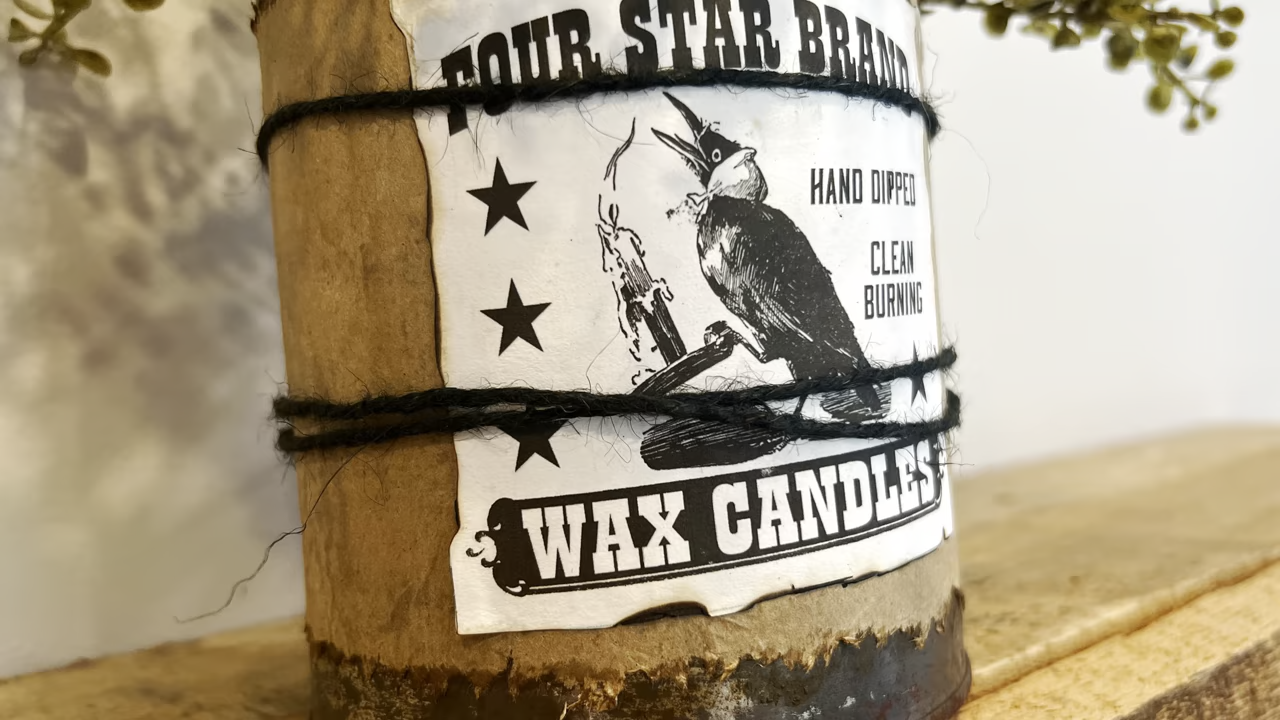 FOUR STAR BRAND
HAND DIPPED
CLEAN
BURNING
WAX CANDLES